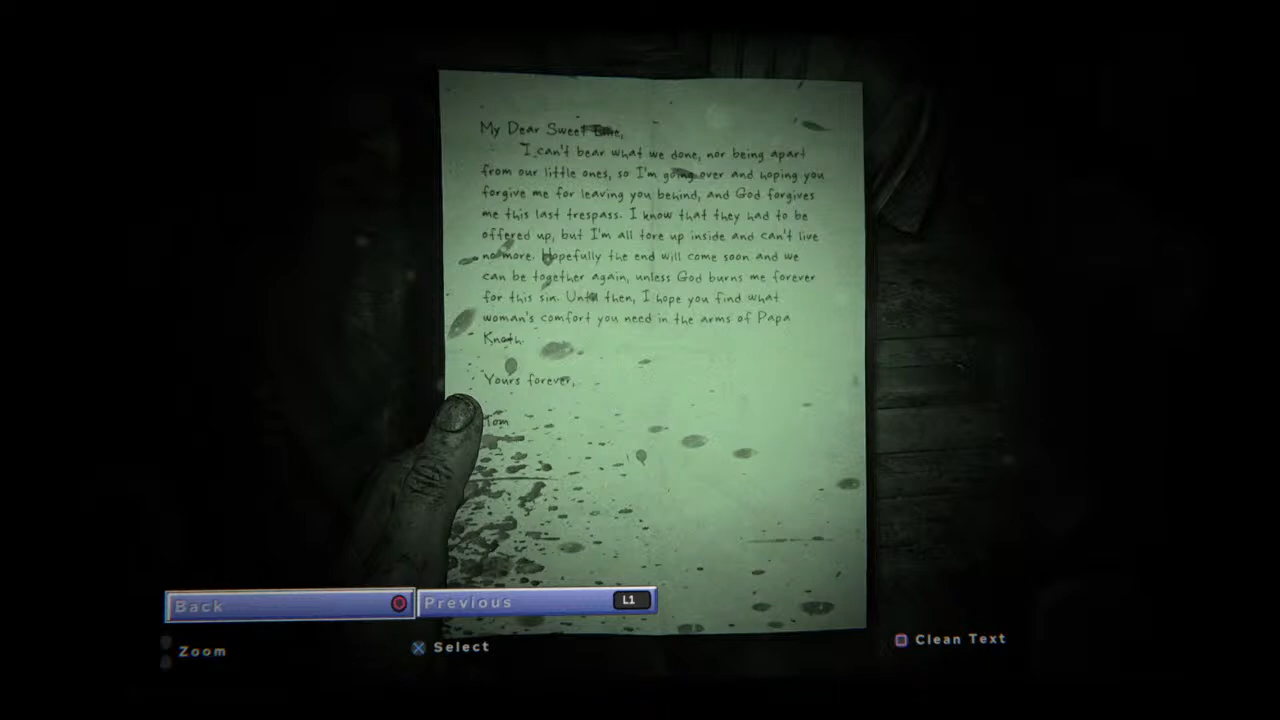 My Dear Sweet
I can't bear what we done, nor being apart
from our little ones, so I'm going over and hoping you
forgive me for leaving you behind, and God forgives
me this last trespass. I know that they had to be
offered up, but I'm all tore up inside and can't live
no more. Hopefully the end will come soon and we
can be together again, unless God burns me forever
for this sin. Until then, I hope you find what
woman's comfort you need in the arms of Papa
Knoth.
Yours forever,
Tom
Back
Previous L1
Zoom
Select
Clean Text